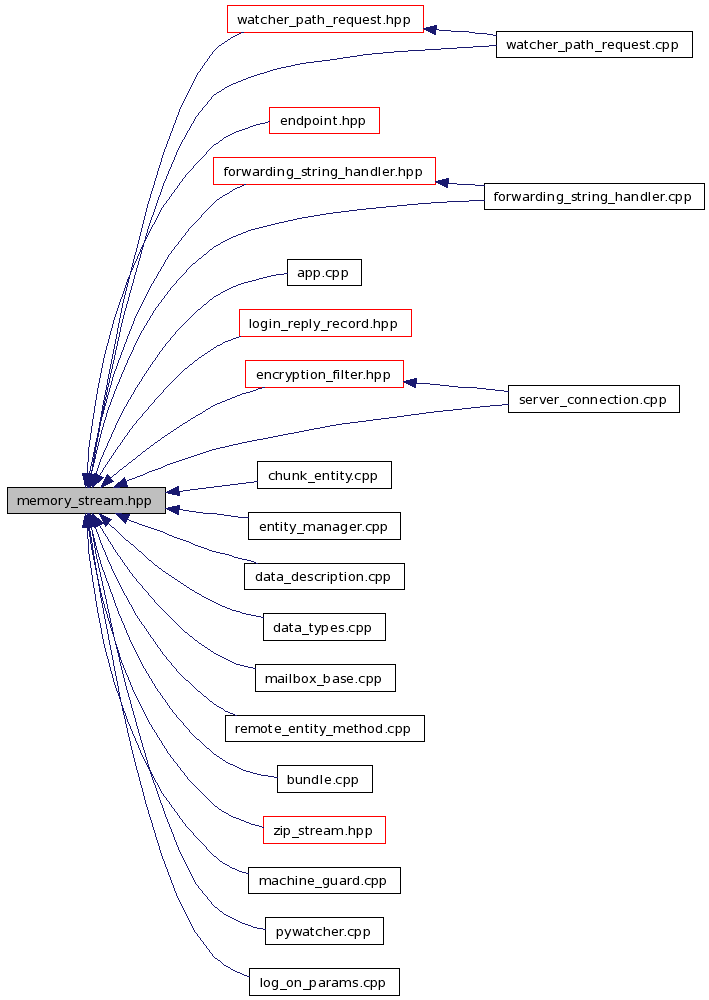 watcher_path_request.hpp
watcher_path_request.cpp
endpoint.hpp
forwarding_string_handler.hpp
forwarding_string_handler.cpp
app.cpp
login_reply_record.hpp
encryption_filter.hpp
server_connection.cpp
chunk_entity.cpp
memory_stream.hpp
entity_manager.cpp
data_description.cpp
data_types.cpp
mailbox_base.cpp
remote_entity_method.cpp
bundle.cpp
zip_stream.hpp
machine_guard.cpp
pywatcher.cpp
log_on_params.cpp